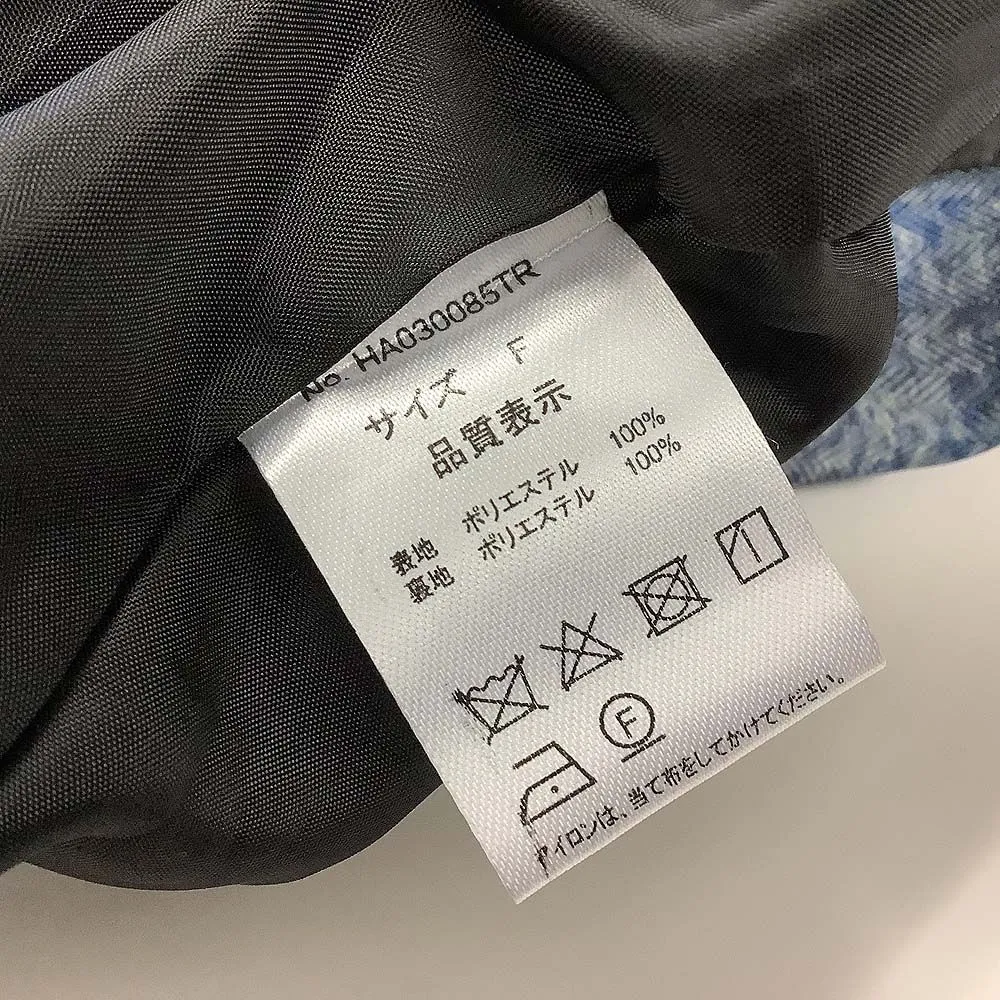 No. HA030085TR
サイズ F
品質表示
表地 ポリエステル 100%
裏地 ポリエステル 100%
F
アイロンは、当て布をしてかけてください。